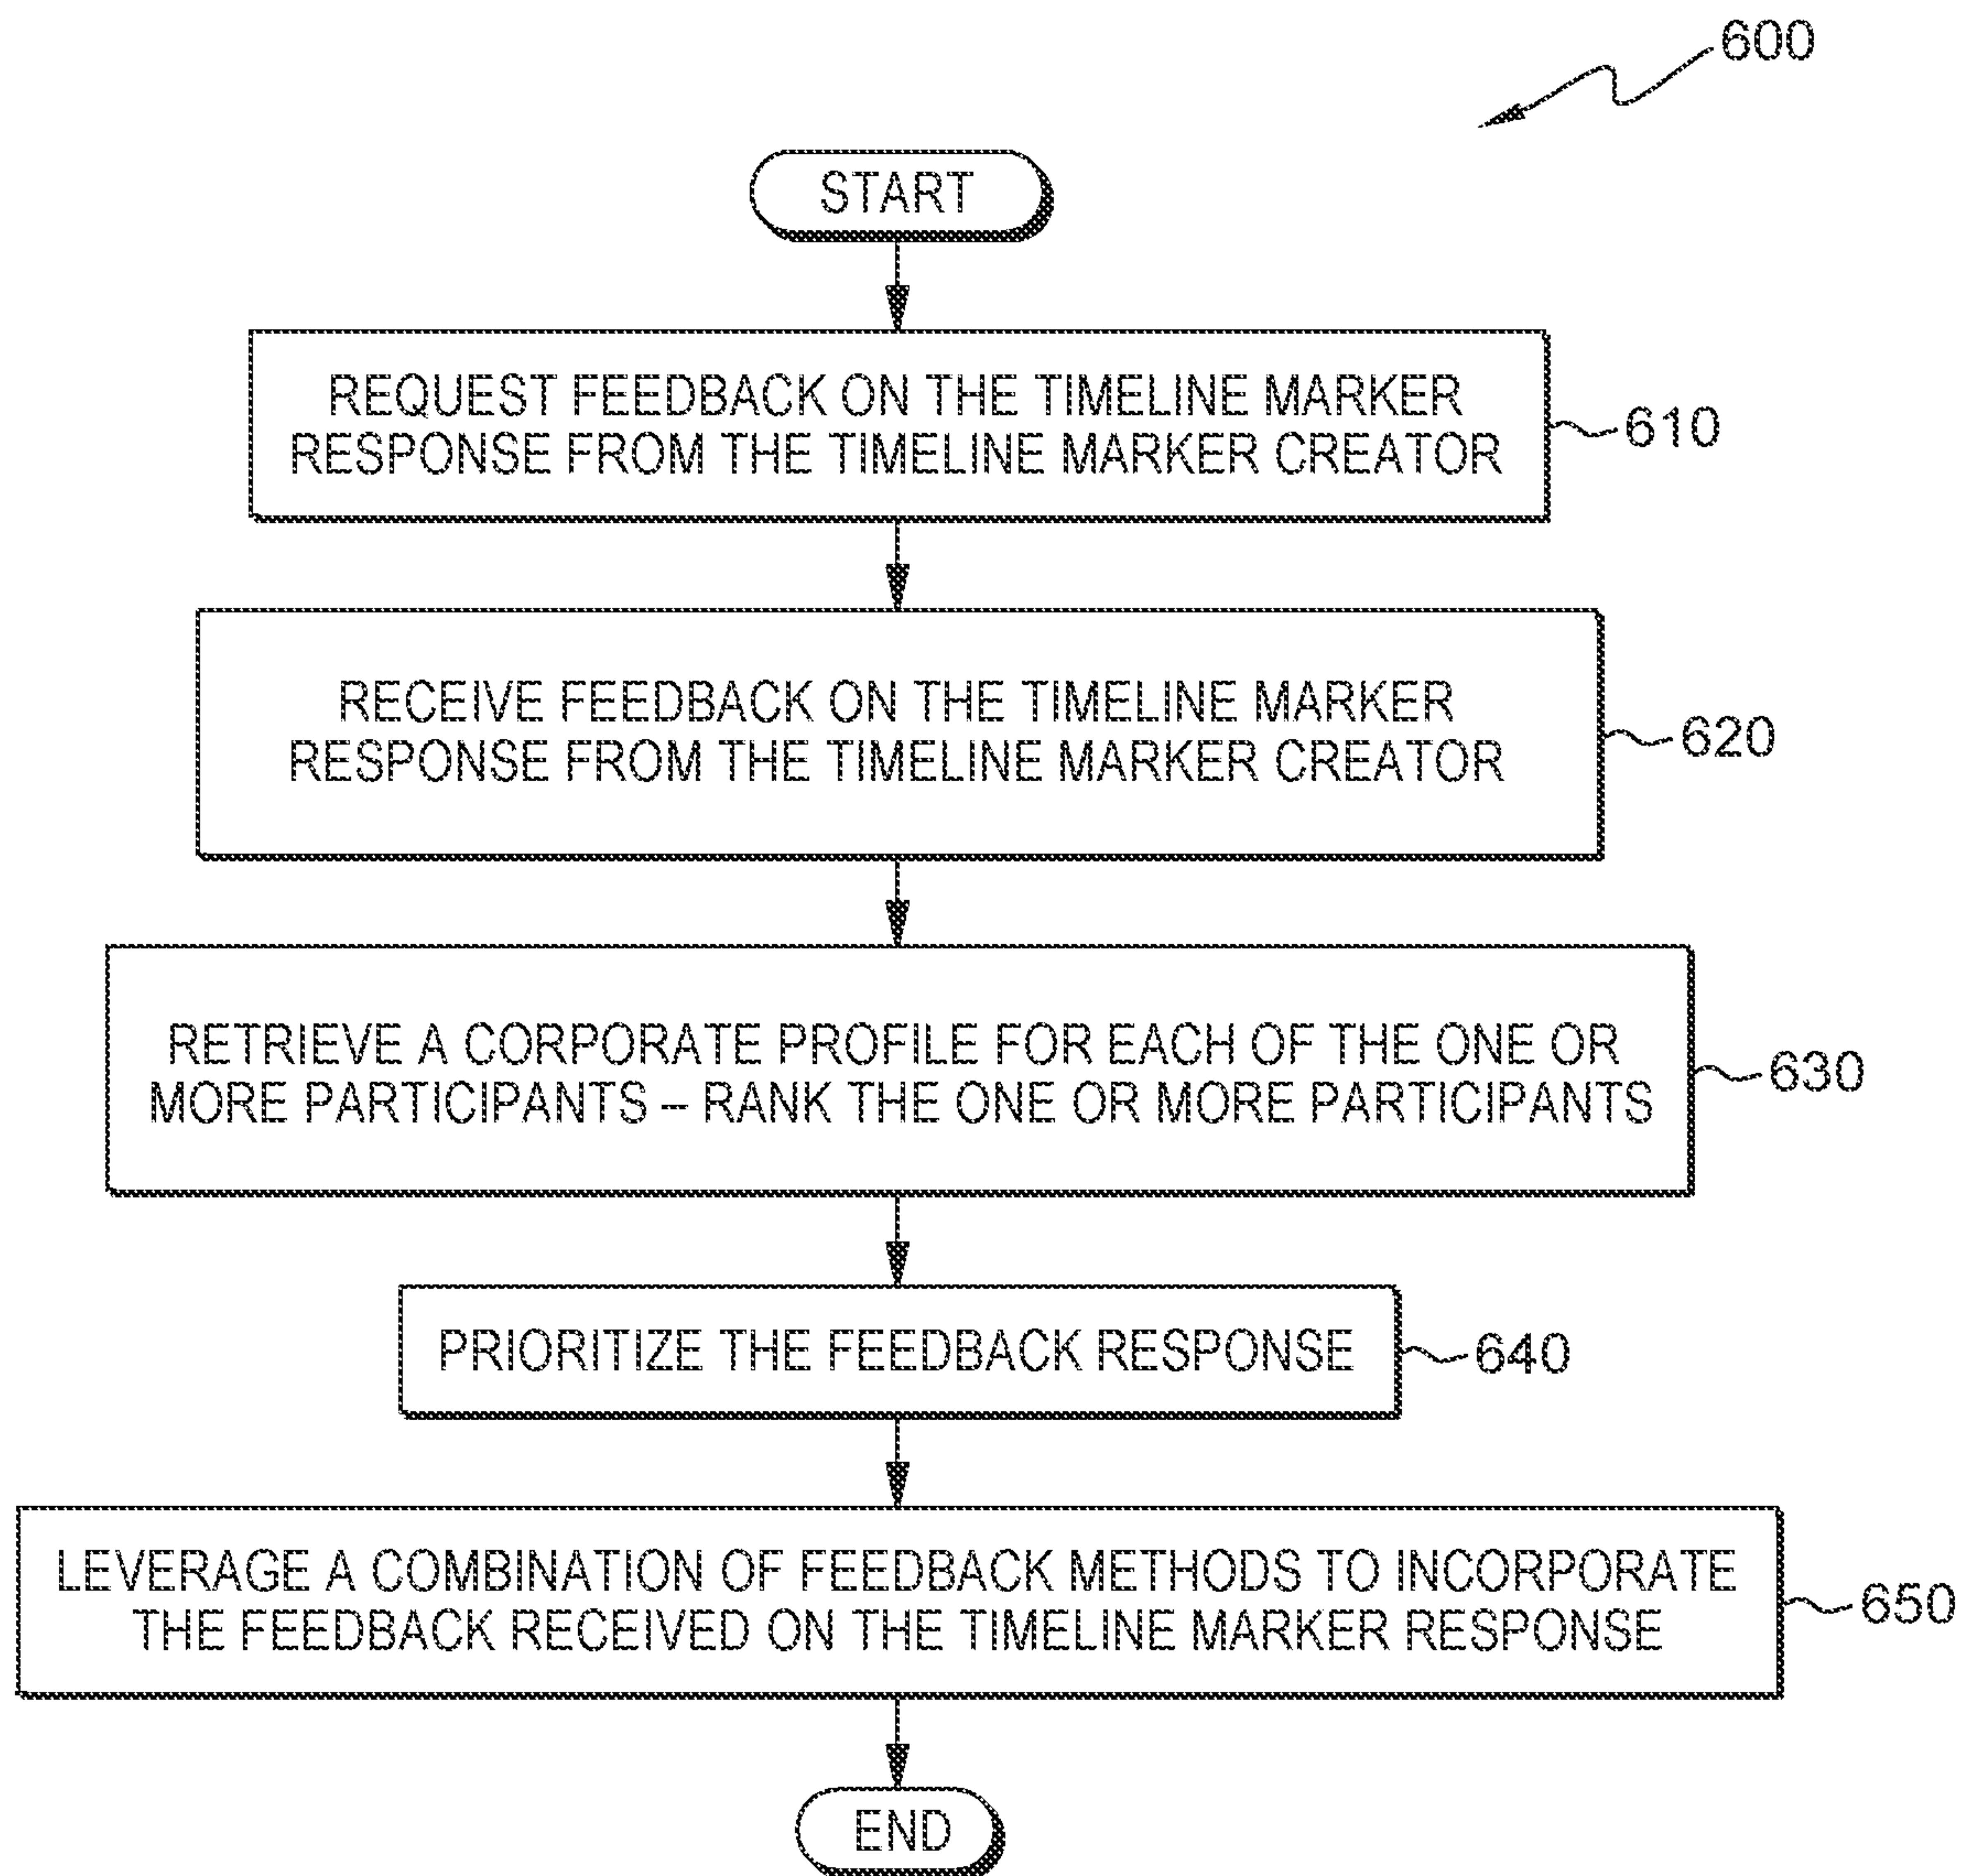 600
START
REQUEST FEEDBACK ON THE TIMELINE MARKER
RESPONSE FROM THE TIMELINE MARKER CREATOR
610
RECEIVE FEEDBACK ON THE TIMELINE MARKER
RESPONSE FROM THE TIMELINE MARKER CREATOR
620
RETRIEVE A CORPORATE PROFILE FOR EACH OF THE ONE OR
MORE PARTICIPANTS – RANK THE ONE OR MORE PARTICIPANTS
630
PRIORITIZE THE FEEDBACK RESPONSE
640
LEVERAGE A COMBINATION OF FEEDBACK METHODS TO INCORPORATE
THE FEEDBACK RECEIVED ON THE TIMELINE MARKER RESPONSE
650
END